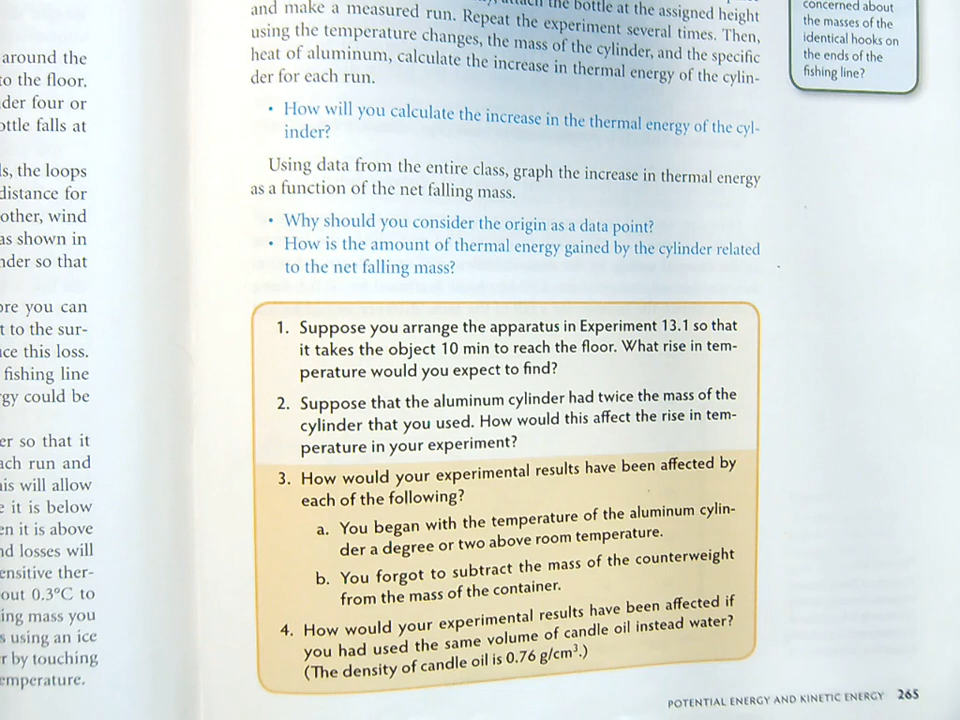 around the
to the floor.
der four or
ottle falls at
ls, the loops
distance for
other, wind
as shown in
nder so that
ore you can
t to the sur-
ice this loss.
fishing line
rgy could be
er so that it
ach run and
his will allow
e it is below
en it is above
nd losses will
ensitive ther-
out 0.3°C to
ing mass you
s using an ice
r by touching
emperature.
attach the bottle at the assigned height
and make a measured run. Repeat the experiment several times. Then,
using the temperature changes, the mass of the cylinder, and the specific
heat of aluminum, calculate the increase in thermal energy of the cylin-
der for each run.
• How will you calculate the increase in the thermal energy of the cyl-
inder?
Using data from the entire class, graph the increase in thermal energy
as a function of the net falling mass.
• Why should you consider the origin as a data point?
• How is the amount of thermal energy gained by the cylinder related
to the net falling mass?
concerned about
the masses of the
identical hooks on
the ends of the
fishing line?
1. Suppose you arrange the apparatus in Experiment 13.1 so that
it takes the object 10 min to reach the floor. What rise in tem-
perature would you expect to find?
2. Suppose that the aluminum cylinder had twice the mass of the
cylinder that you used. How would this affect the rise in tem-
perature in your experiment?
3. How would your experimental results have been affected by
each of the following?
a. You began with the temperature of the aluminum cylin-
der a degree or two above room temperature.
b. You forgot to subtract the mass of the counterweight
from the mass of the container.
4. How would your experimental results have been affected if
you had used the same volume of candle oil instead water?
(The density of candle oil is 0.76 g/cm³.)
POTENTIAL ENERGY AND KINETIC ENERGY 265